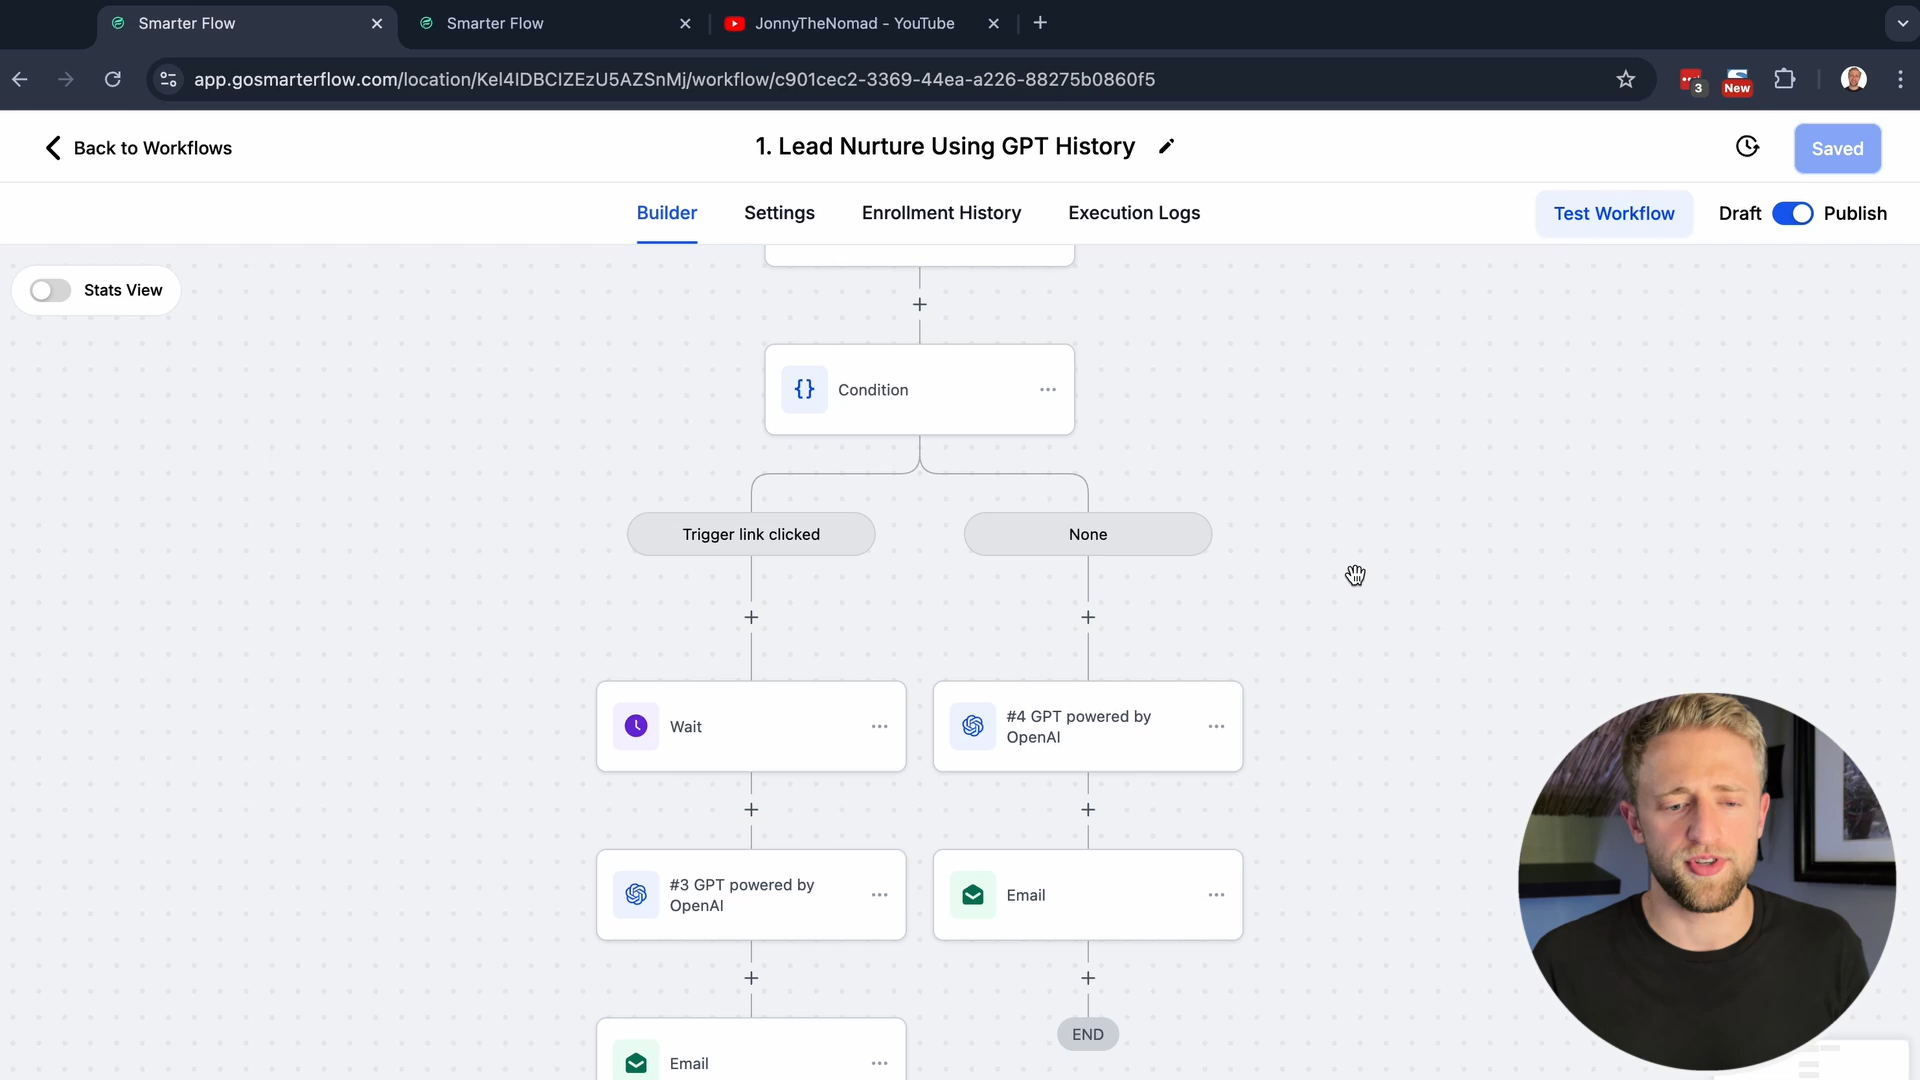 Smarter Flow
Smarter Flow
JonnyTheNomad - YouTube
app.gosmarterflow.com/location/Kel4IDBCIZEzU5AZSnMj/workflow/c901cec2-3369-44ea-a226-88275b0860f5
3
New
Back to Workflows
1. Lead Nurture Using GPT History
Saved
Builder
Settings
Enrollment History
Execution Logs
Test Workflow
Draft
Publish
Stats View
Condition
Trigger link clicked
None
Wait
#4 GPT powered by
OpenAI
#3 GPT powered by
OpenAI
Email
END
Email